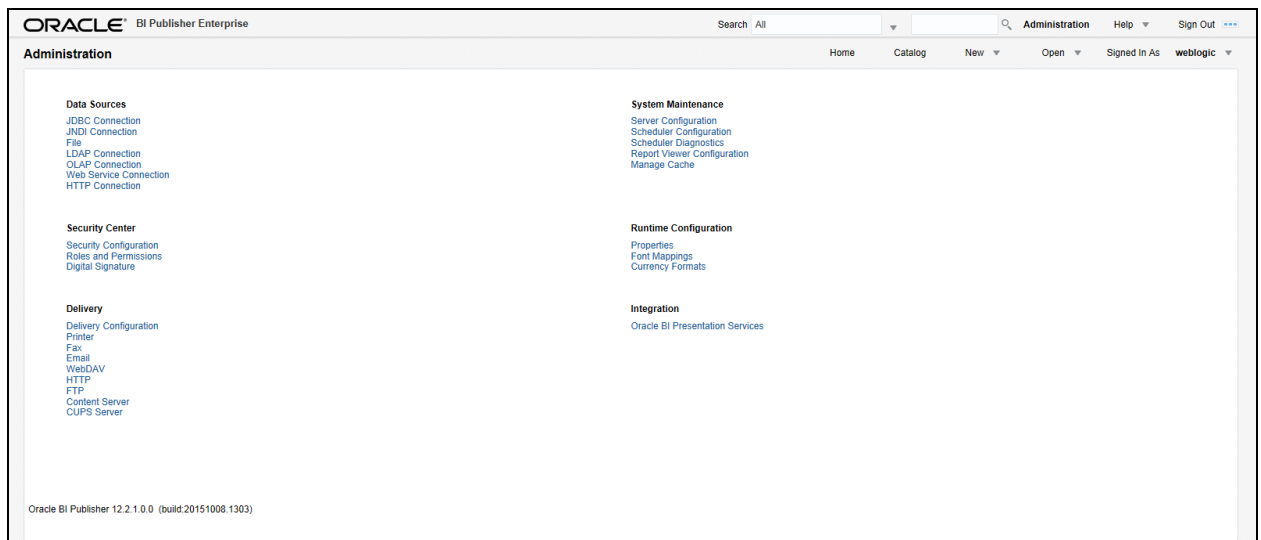 ORACLE BI Publisher Enterprise Search All Administration Help Sign Out
Administration Home Catalog New Open Signed In As weblogic
Data Sources
JDBC Connection
JNDI Connection
File
LDAP Connection
OLAP Connection
Web Service Connection
HTTP Connection
System Maintenance
Server Configuration
Scheduler Configuration
Scheduler Diagnostics
Report Viewer Configuration
Manage Cache
Security Center
Security Configuration
Roles and Permissions
Digital Signature
Runtime Configuration
Properties
Font Mappings
Currency Formats
Delivery
Delivery Configuration
Printer
Fax
Email
WebDAV
HTTP
FTP
Content Server
CUPS Server
Integration
Oracle BI Presentation Services
Oracle BI Publisher 12.2.1.0.0 (build:20151008.1303)